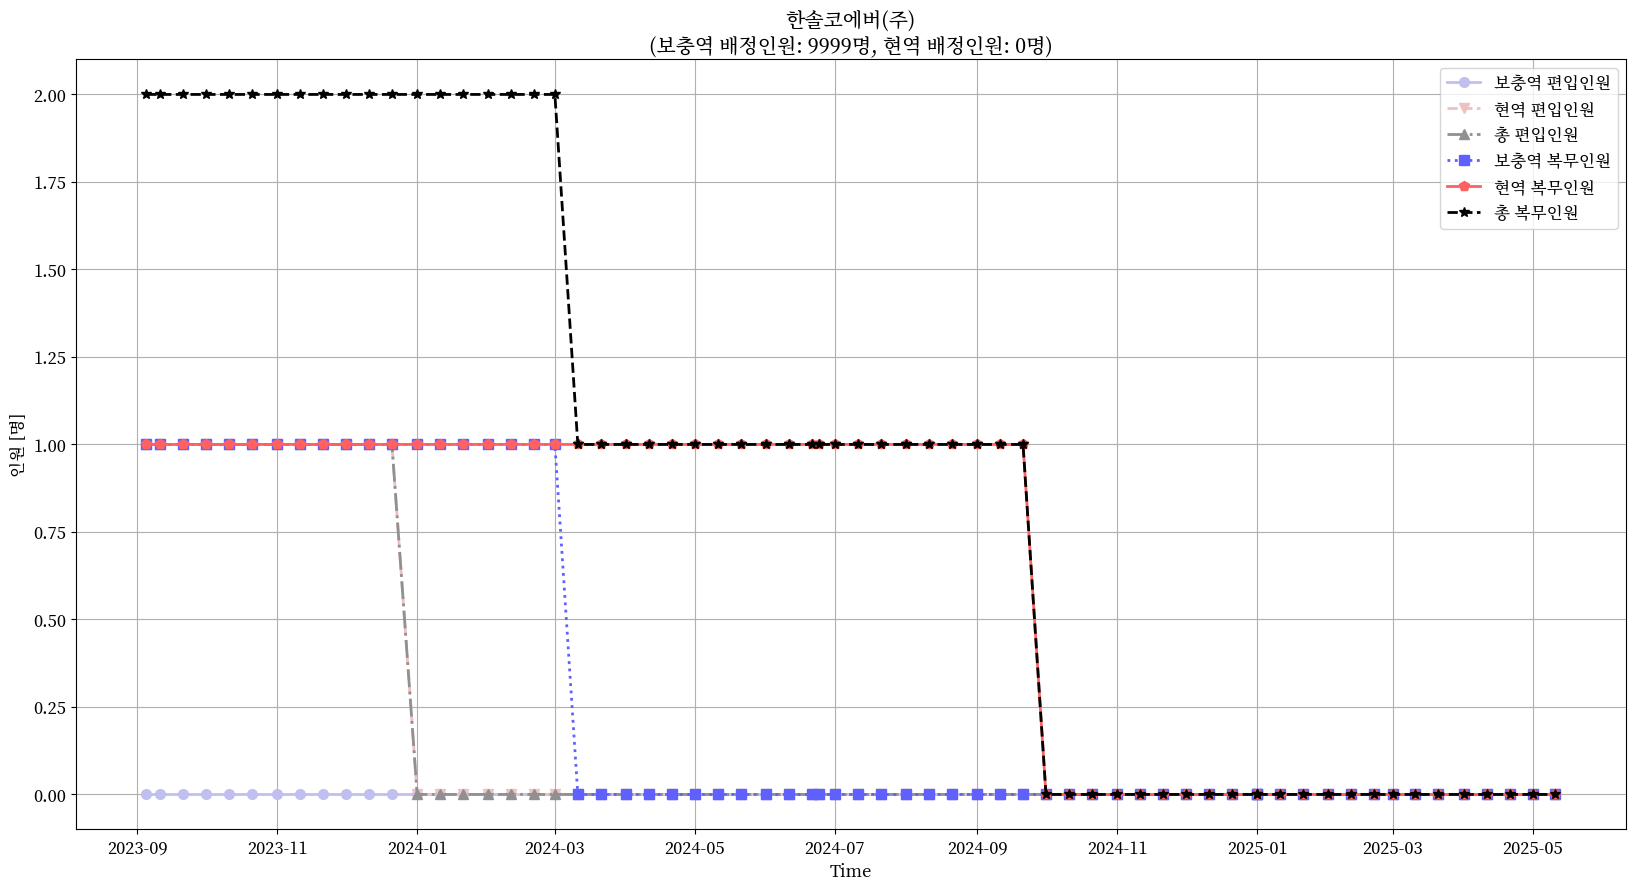 한솔코에버(주)
(보충역 배정인원: 9999명, 현역 배정인원: 0명)
보충역 편입인원
현역 편입인원
총 편입인원
보충역 복무인원
현역 복무인원
총 복무인원
2.00
1.75
1.50
1.25
1.00
0.75
0.50
0.25
0.00
인원 [명]
2023-09 2023-11 2024-01 2024-03 2024-05 2024-07 2024-09 2024-11 2025-01 2025-03 2025-05
Time